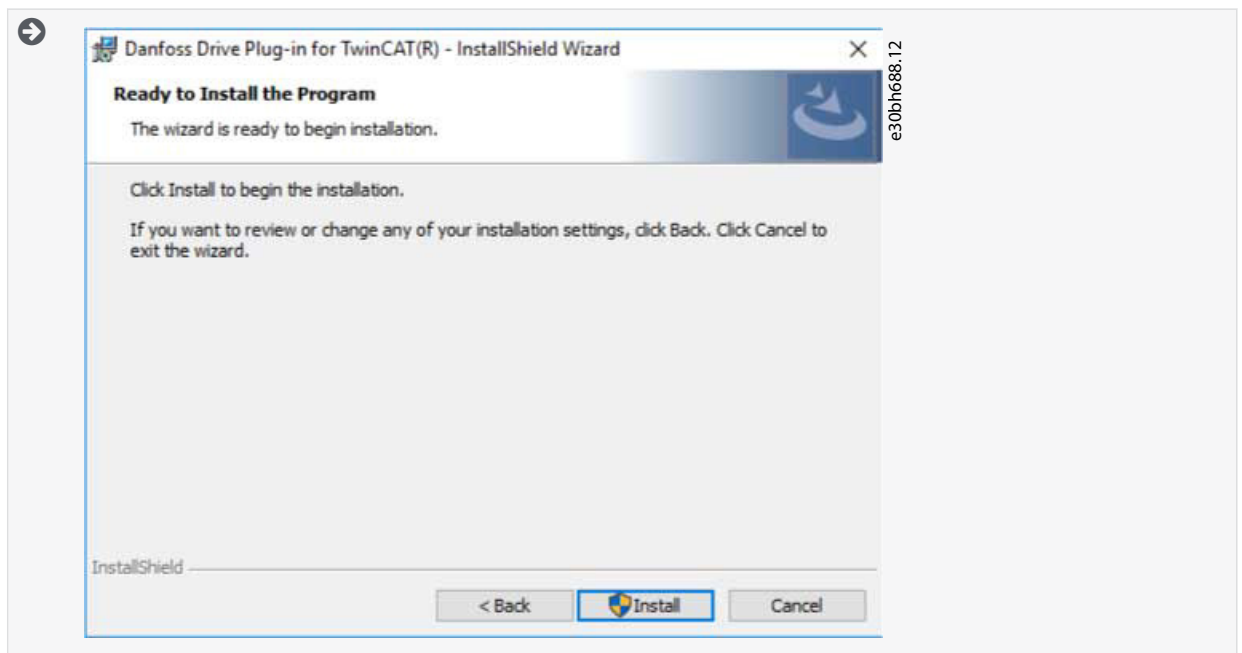 Danfoss Drive Plug-in for TwinCAT(R) - InstallShield Wizard
Ready to Install the Program
The wizard is ready to begin installation.
Click Install to begin the installation.
If you want to review or change any of your installation settings, click Back. Click Cancel to
exit the wizard.
InstallShield
< Back
Install
Cancel
e30bh688.12